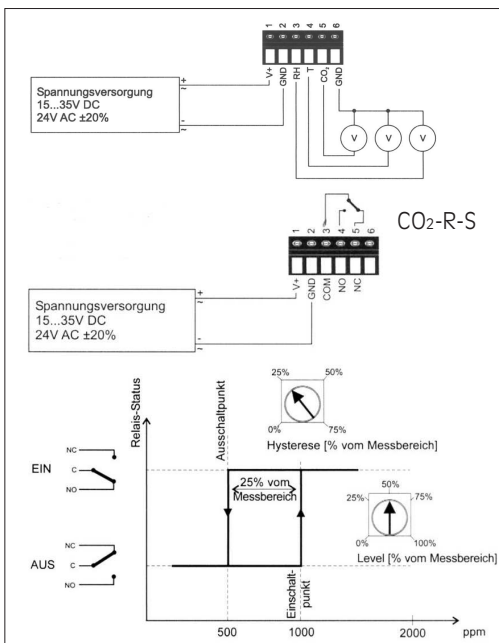 1 2 3 4 5 6
V+ GND RH T CO₂ GND
+
~
Spannungsversorgung
15...35V DC
24V AC ±20%
-
~
V V V
CO2-R-S
1 2 3 4 5 6
V+ GND COM NO NC
+
~
Spannungsversorgung
15...35V DC
24V AC ±20%
-
~
Relais-Status
Ausschaltpunkt
25% 50%
0% 75%
Hysterese [% vom Messbereich]
NC
EIN C
NO
25% vom
Messbereich
50%
25% 75%
0% 100%
Level [% vom Messbereich]
NC
AUS C
NO
Einschalt-
punkt
500 1000 2000 ppm